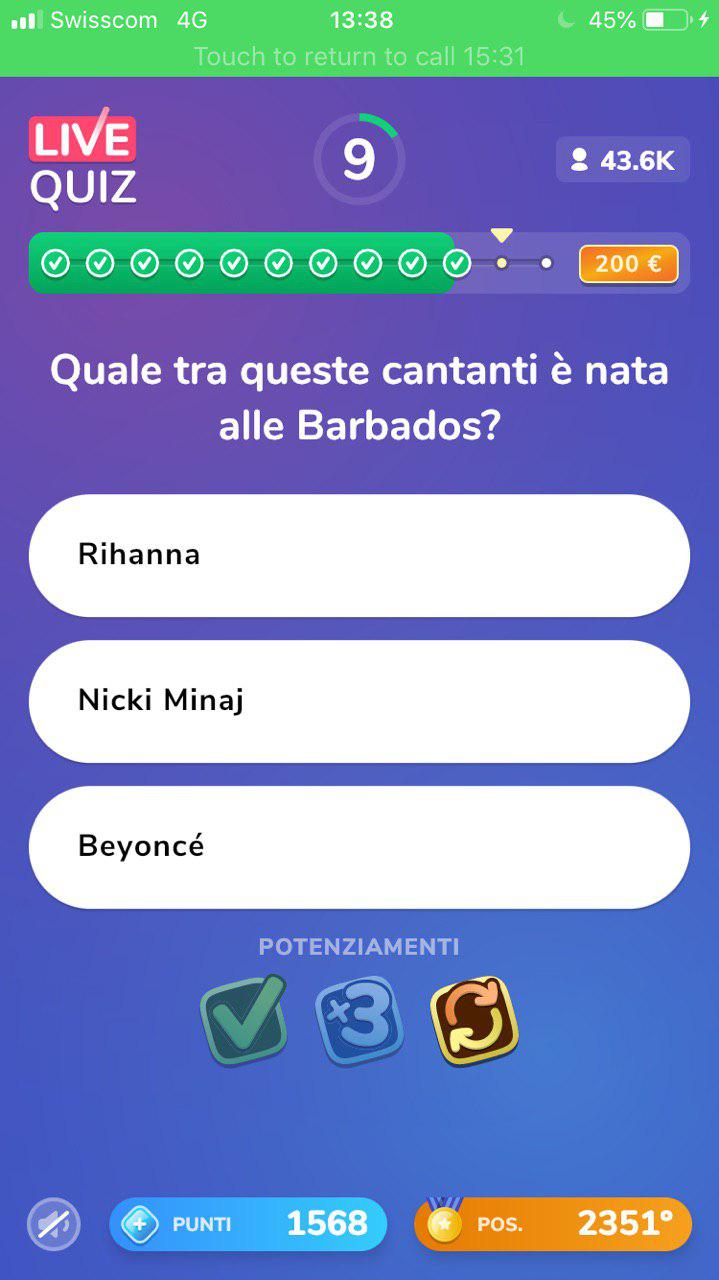 Swisscom 4G 13:38 45%
Touch to return to call 15:31
LIVE
QUIZ
9
43.6K
200 €
Quale tra queste cantanti è nata
alle Barbados?
Rihanna
Nicki Minaj
Beyoncé
POTENZIAMENTI
×3
PUNTI 1568
POS. 2351°